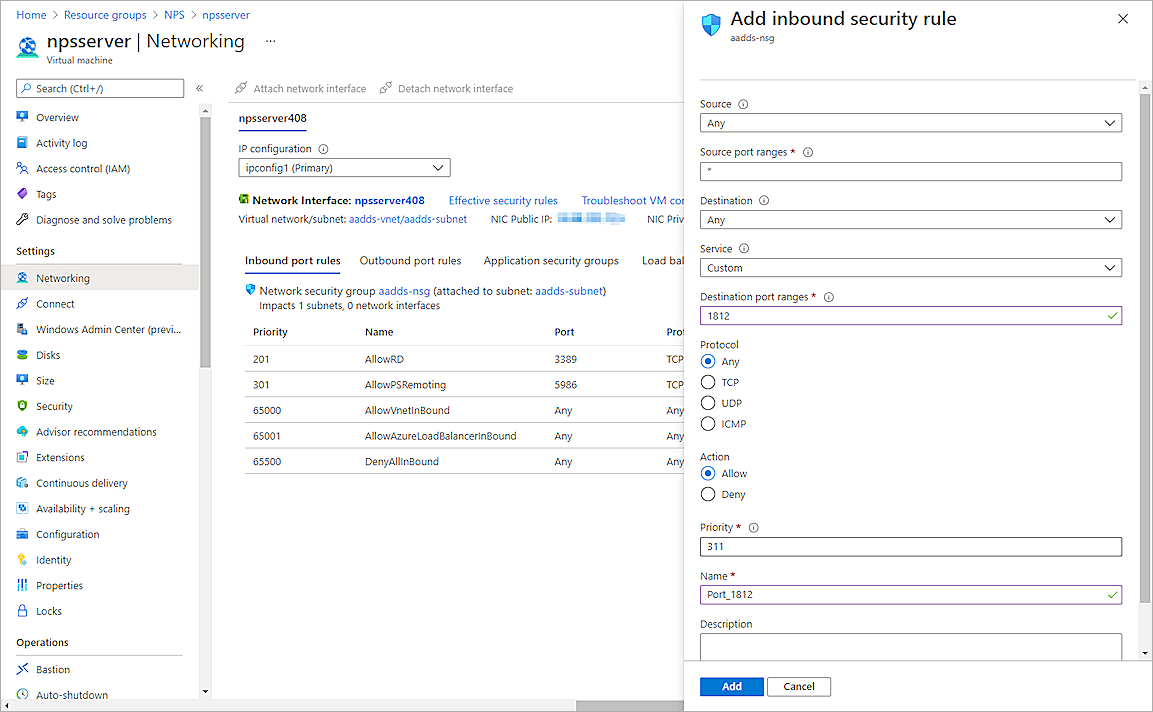 Home > Resource groups > NPS > npsserver
npsserver | Networking ...
Virtual machine
Search (Ctrl+/) «
Overview
Activity log
Access control (IAM)
Tags
Diagnose and solve problems
Settings
Networking
Connect
Windows Admin Center (previ...
Disks
Size
Security
Advisor recommendations
Extensions
Continuous delivery
Availability + scaling
Configuration
Identity
Properties
Locks
Operations
Bastion
Auto-shutdown
Attach network interface Detach network interface
npsserver408
IP configuration
ipconfig1 (Primary)
Network Interface: npsserver408 Effective security rules Troubleshoot VM cor
Virtual network/subnet: aadds-vnet/aadds-subnet NIC Public IP: NIC Priv
Inbound port rules Outbound port rules Application security groups Load bal
Network security group aadds-nsg (attached to subnet: aadds-subnet)
Impacts 1 subnets, 0 network interfaces
Priority Name Port Prot
201 AllowRD 3389 TCP
301 AllowPSRemoting 5986 TCP
65000 AllowVnetInBound Any Any
65001 AllowAzureLoadBalancerInBound Any Any
65500 DenyAllInBound Any Any
Add inbound security rule
aadds-nsg
Source
Any
Source port ranges *
*
Destination
Any
Service
Custom
Destination port ranges *
1812
Protocol
Any
TCP
UDP
ICMP
Action
Allow
Deny
Priority *
311
Name *
Port_1812
Description
Add Cancel